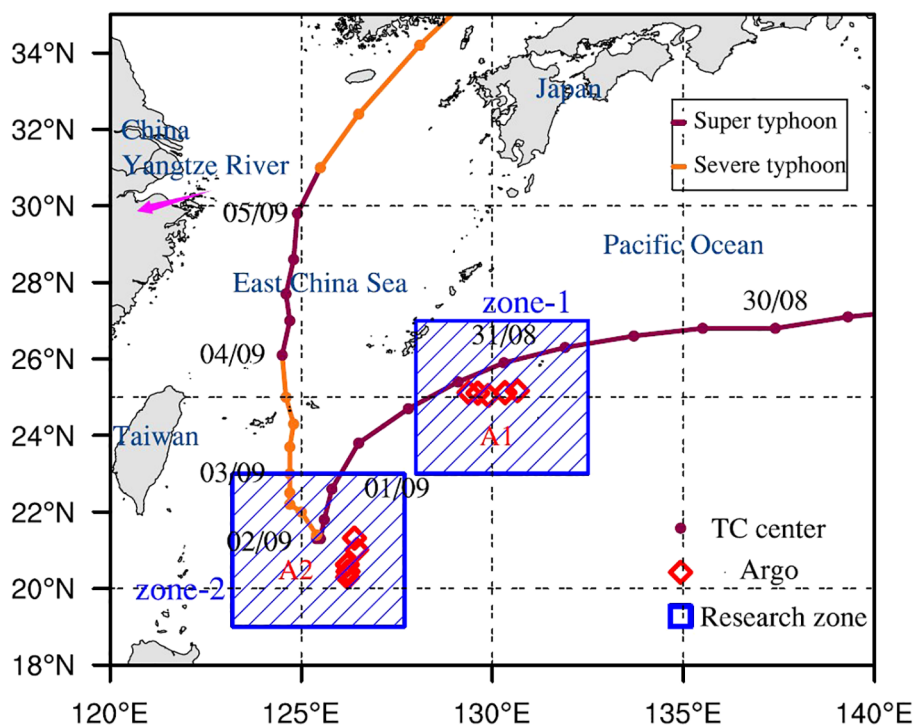 34°N
Japan
Super typhoon
32°N
China
Yangtze River
Severe typhoon
30°N
05/09
Pacific Ocean
28°N
East China Sea
zone-1
30/08
31/08
26°N
04/09
24°N
Taiwan
A1
03/09
01/09
22°N
02/09
TC center
A2
Argo
20°N
zone-2
Research zone
18°N
120°E
125°E
130°E
135°E
140°E